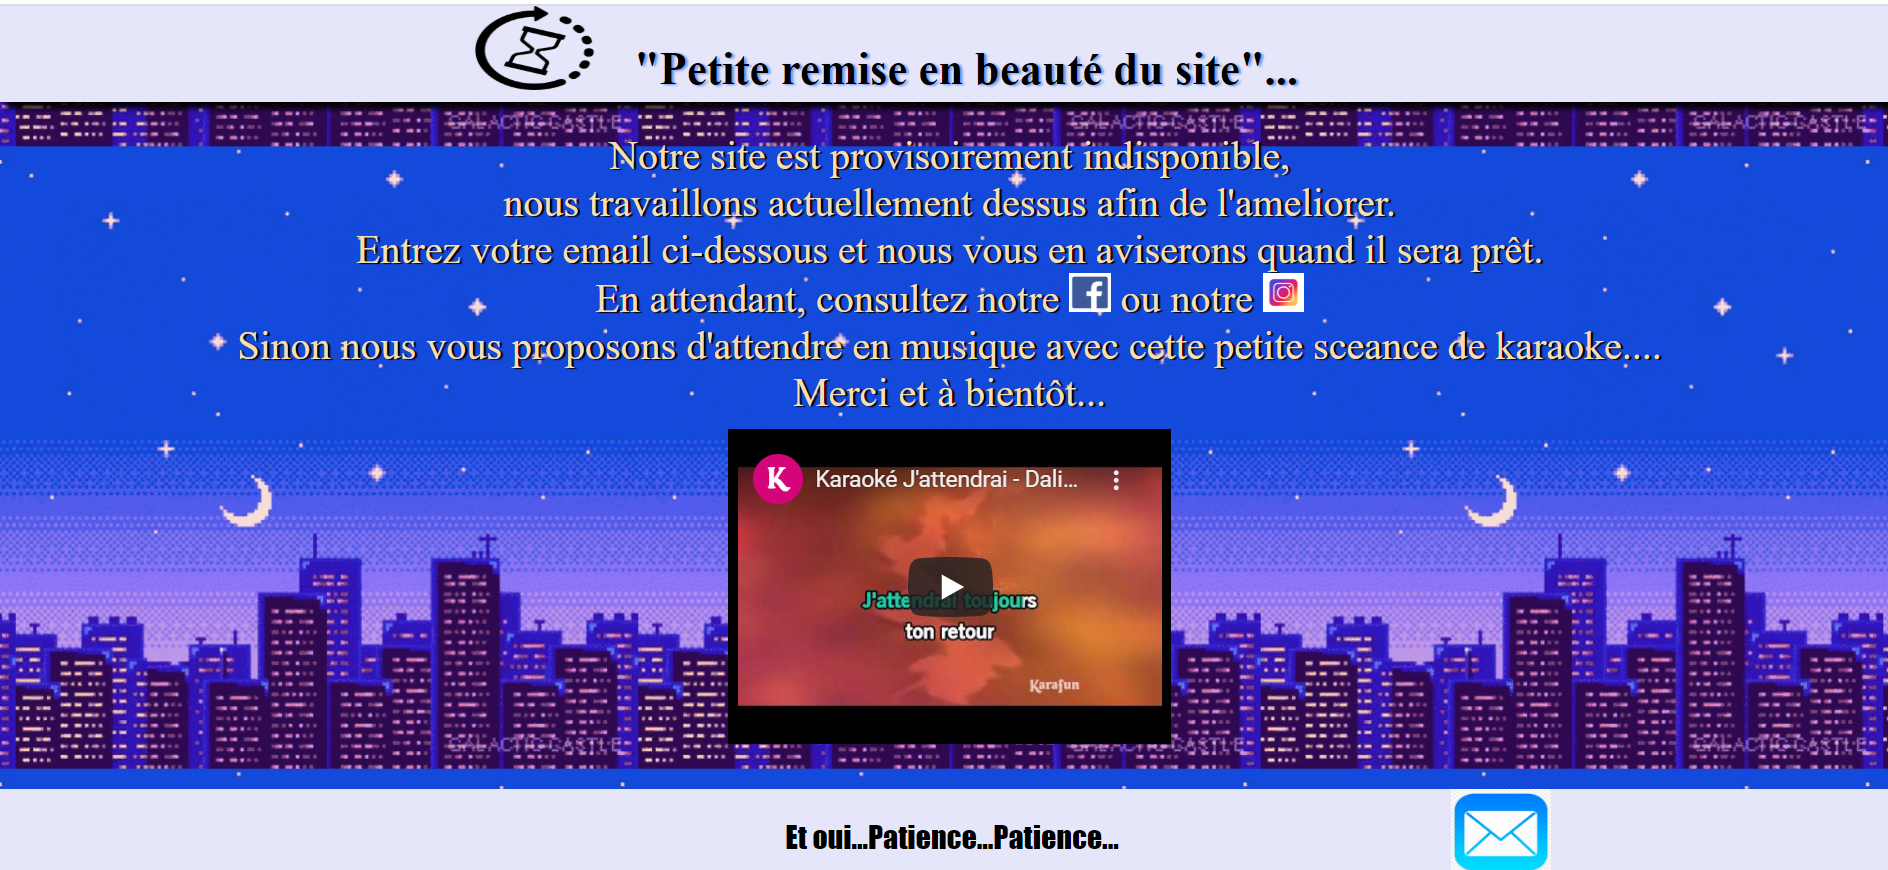 "Petite remise en beauté du site"...
GALACTIC CASTLE GALACTIC CASTLE GALACTIC CASTLE
Notre site est provisoirement indisponible,
nous travaillons actuellement dessus afin de l'ameliorer.
Entrez votre email ci-dessous et nous vous en aviserons quand il sera prêt.
En attendant, consultez notre ou notre
Sinon nous vous proposons d'attendre en musique avec cette petite sceance de karaoke....
Merci et à bientôt...
K Karaoké J'attendrai - Dali...
J'attendrai toujours
ton retour
Karafun
GALACTIC CASTLE GALACTIC CASTLE GALACTIC CASTLE
Et oui...Patience...Patience...